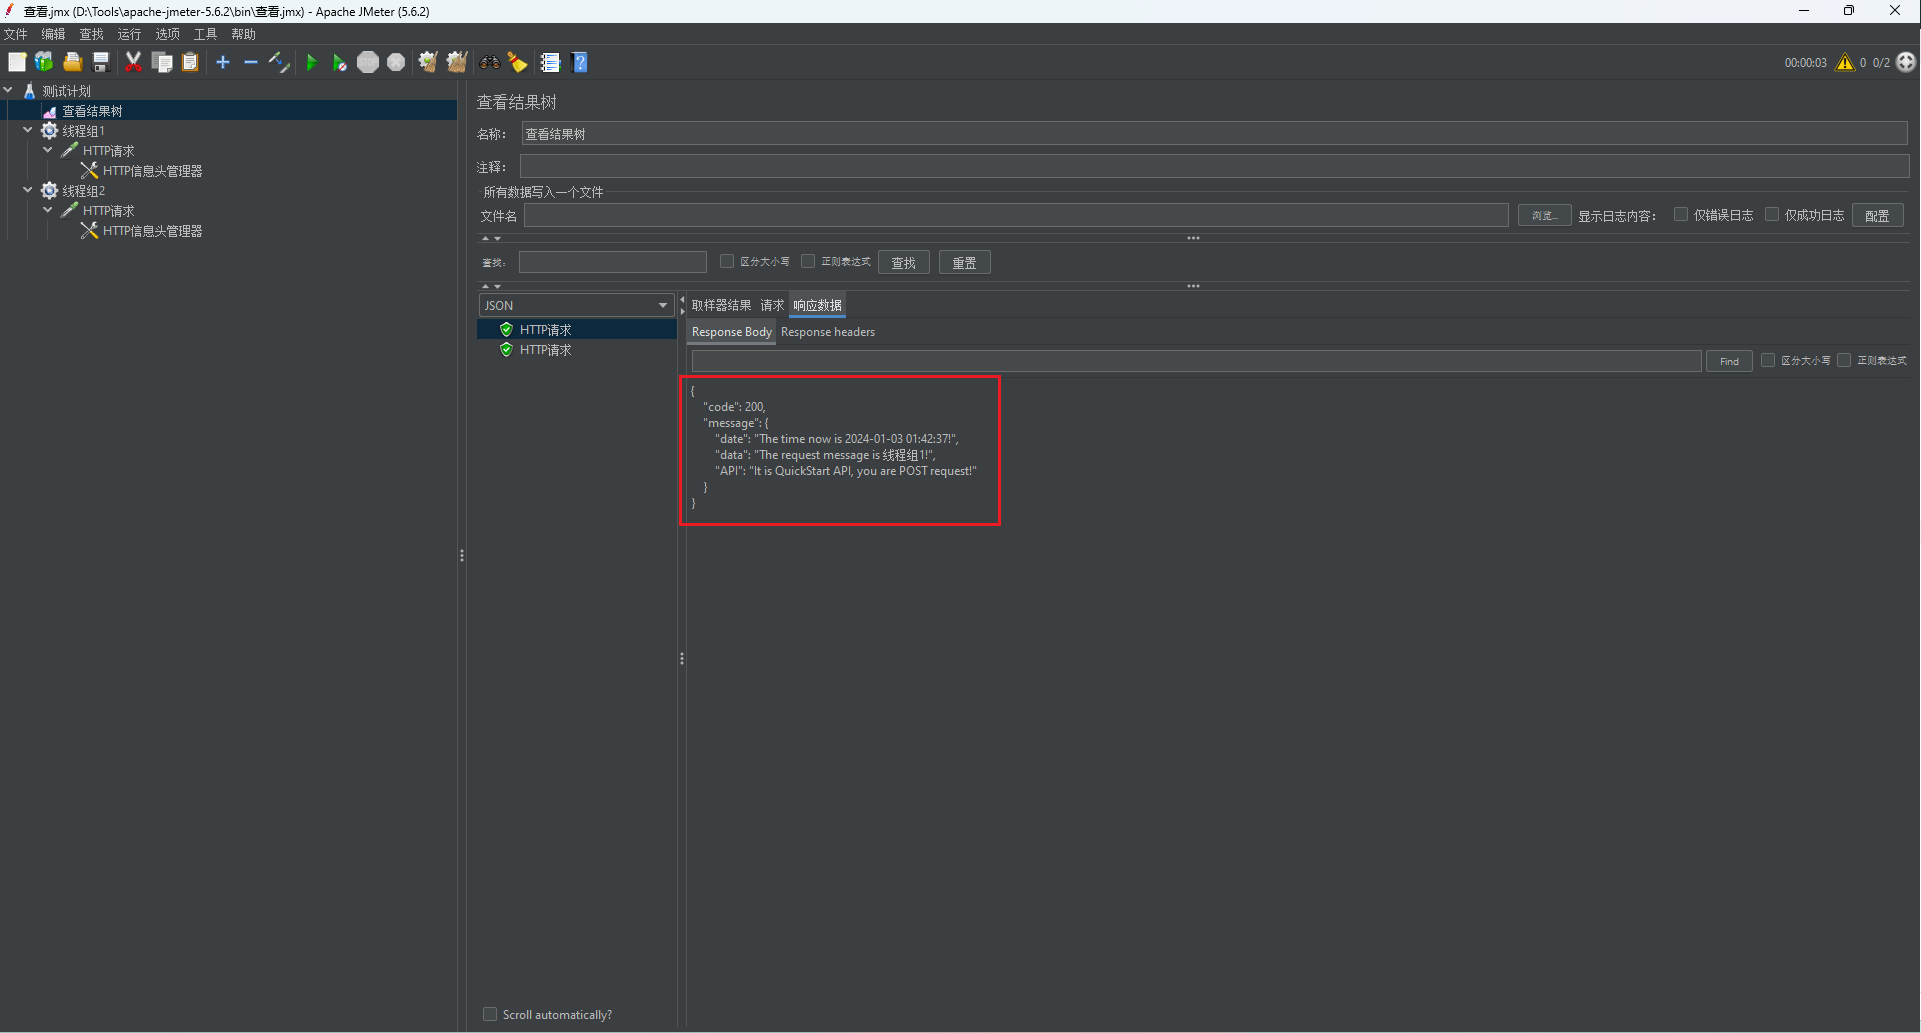 查看.jmx (D:\Tools\apache-jmeter-5.6.2\bin\查看.jmx) - Apache JMeter (5.6.2)
文件 编辑 查找 运行 选项 工具 帮助
STOP
00:00:03 0 0/2
测试计划
查看结果树
线程组1
HTTP请求
HTTP信息头管理器
线程组2
HTTP请求
HTTP信息头管理器
查看结果树
名称： 查看结果树
注释：
所有数据写入一个文件
文件名 浏览... 显示日志内容： 仅错误日志 仅成功日志 配置
查找: 区分大小写 正则表达式 查找 重置
JSON
HTTP请求
HTTP请求
Scroll automatically?
取样器结果 请求 响应数据
Response Body Response headers
Find 区分大小写 正则表达式
{
"code": 200,
"message": {
"date": "The time now is 2024-01-03 01:42:37!",
"data": "The request message is 线程组1!",
"API": "It is QuickStart API, you are POST request!"
}
}